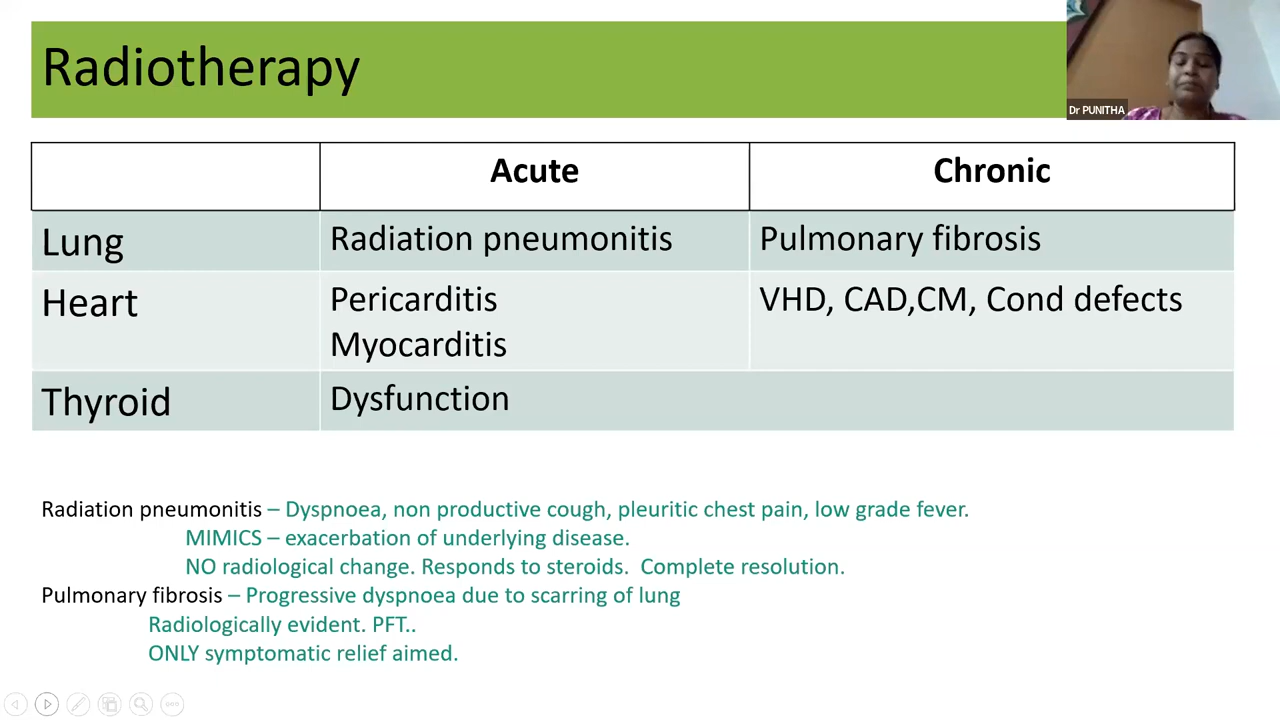 Radiotherapy
Dr PUNITHA
Acute Chronic
Lung Radiation pneumonitis Pulmonary fibrosis
Heart Pericarditis VHD, CAD,CM, Cond defects
Myocarditis
Thyroid Dysfunction
Radiation pneumonitis – Dyspnoea, non productive cough, pleuritic chest pain, low grade fever.
MIMICS – exacerbation of underlying disease.
NO radiological change. Responds to steroids. Complete resolution.
Pulmonary fibrosis – Progressive dyspnoea due to scarring of lung
Radiologically evident. PFT..
ONLY symptomatic relief aimed.